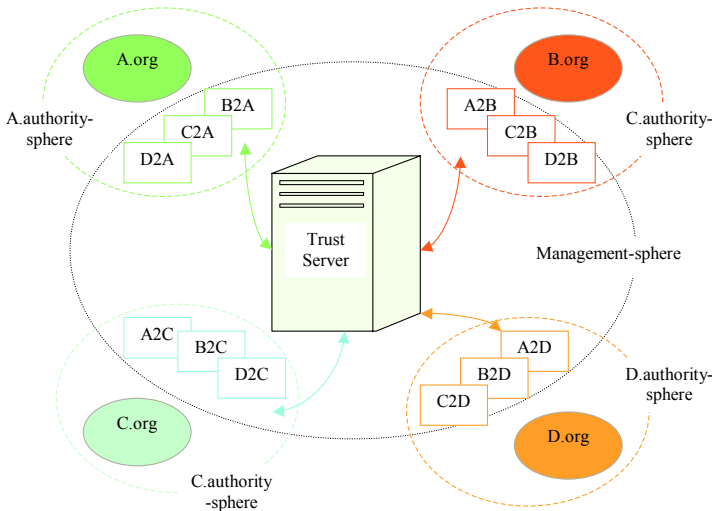 A.org
B.org
B2A
A2B
A.authority-
sphere
C2A
C2B
C.authority-
sphere
D2A
D2B
Trust
Server
Management-sphere
A2C
B2C
D2C
A2D
B2D
C2D
D.authority-
sphere
C.org
D.org
C.authority
-sphere